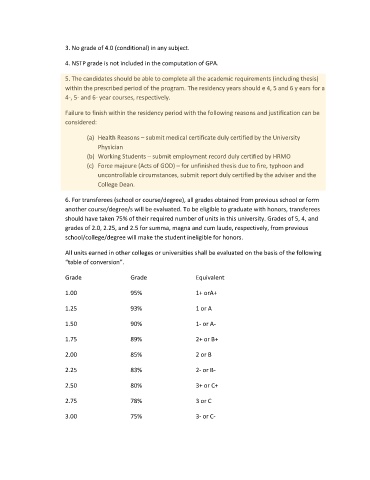 3. No grade of 4.0 (conditional) in any subject.
4. NSTP grade is not included in the computation of GPA.
5. The candidates should be able to complete all the academic requirements (including thesis)
within the prescribed period of the program. The residency years should e 4, 5 and 6 y ears for a
4-, 5- and 6- year courses, respectively.
Failure to finish within the residency period with the following reasons and justification can be
considered:
(a) Health Reasons – submit medical certificate duly certified by the University
Physician
(b) Working Students – submit employment record duly certified by HRMO
(c) Force majeure (Acts of GOD) – for unfinished thesis due to fire, typhoon and
uncontrollable circumstances, submit report duly certified by the adviser and the
College Dean.
6. For transferees (school or course/degree), all grades obtained from previous school or form
another course/degree/s will be evaluated. To be eligible to graduate with honors, transferees
should have taken 75% of their required number of units in this university. Grades of 5, 4, and
grades of 2.0, 2.25, and 2.5 for summa, magna and cum laude, respectively, from previous
school/college/degree will make the student ineligible for honors.
All units earned in other colleges or universities shall be evaluated on the basis of the following
"table of conversion".
Grade Grade Equivalent
1.00 95% 1+ orA+
1.25 93% 1 or A
1.50 90% 1- or A-
1.75 89% 2+ or B+
2.00 85% 2 or B
2.25 83% 2- or B-
2.50 80% 3+ or C+
2.75 78% 3 or C
3.00 75% 3- or C-